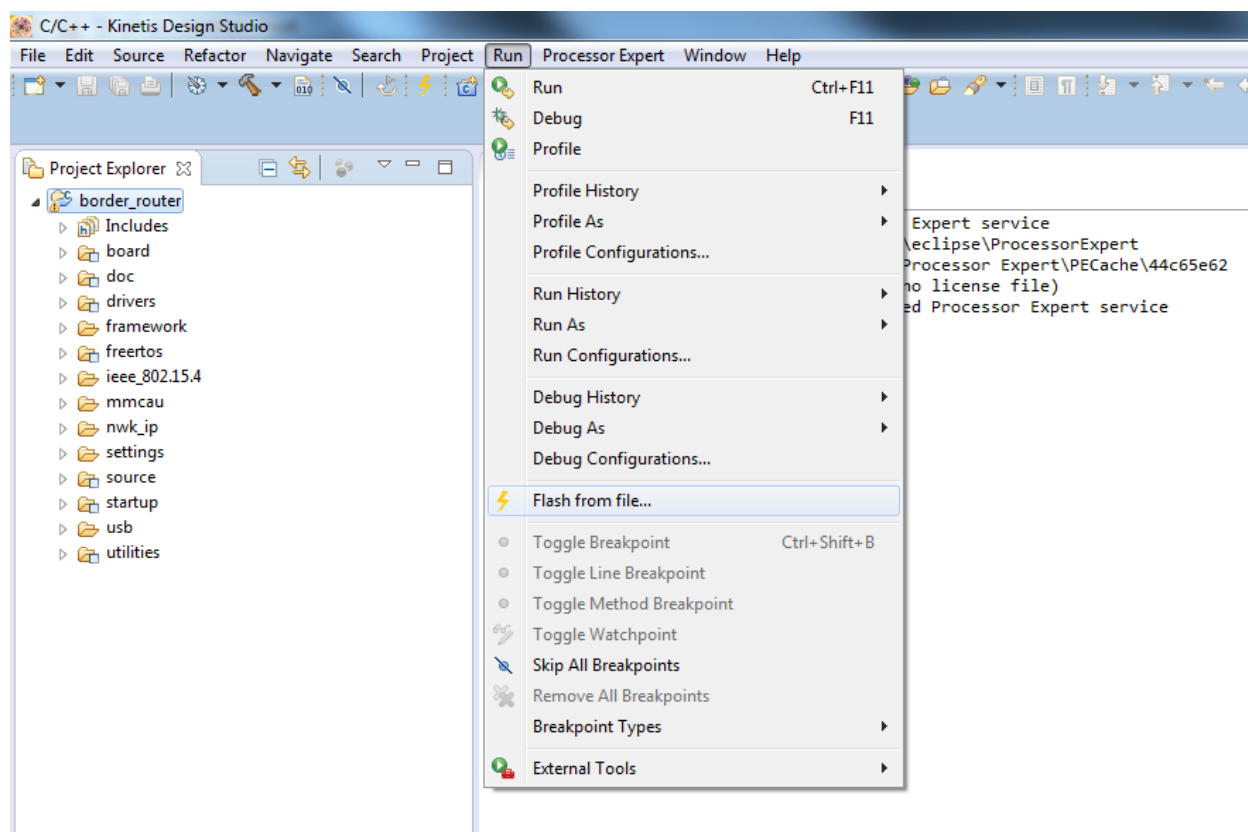 C/C++ - Kinetis Design Studio
File Edit Source Refactor Navigate Search Project Run Processor Expert Window Help
Project Explorer
border_router
Includes
board
doc
drivers
framework
freertos
ieee_802.15.4
mmcau
nwk_ip
settings
source
startup
usb
utilities
Run Ctrl+F11
Debug F11
Profile
Profile History
Profile As
Profile Configurations...
Run History
Run As
Run Configurations...
Debug History
Debug As
Debug Configurations...
Flash from file...
Toggle Breakpoint Ctrl+Shift+B
Toggle Line Breakpoint
Toggle Method Breakpoint
Toggle Watchpoint
Skip All Breakpoints
Remove All Breakpoints
Breakpoint Types
External Tools
Expert service
\eclipse\ProcessorExpert
Processor Expert\PECache\44c65e62
no license file)
ed Processor Expert service